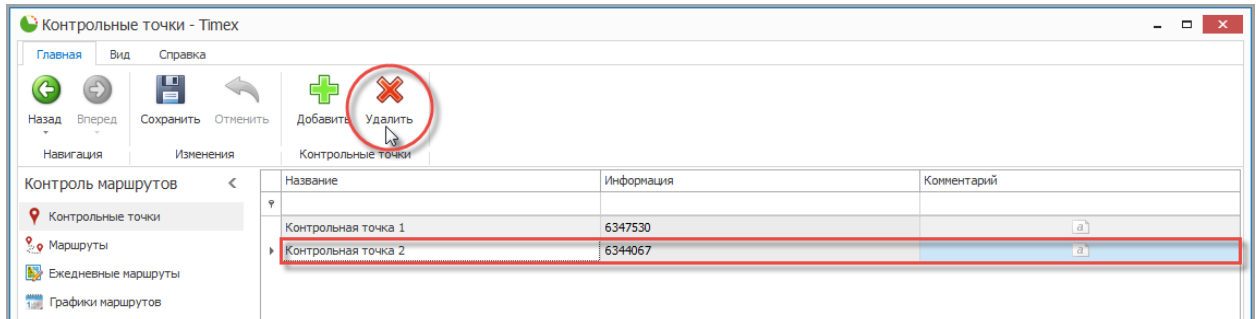 Контрольные точки - Timex
Главная Вид Справка
Назад Вперед Сохранить Отменить Добавить Удалить
Навигация Изменения Контрольные точки
Контроль маршрутов
Название Информация Комментарий
Контрольные точки
Контрольная точка 1 6347530 a
Маршруты
Контрольная точка 2 6344067 a
Ежедневные маршруты
Графики маршрутов